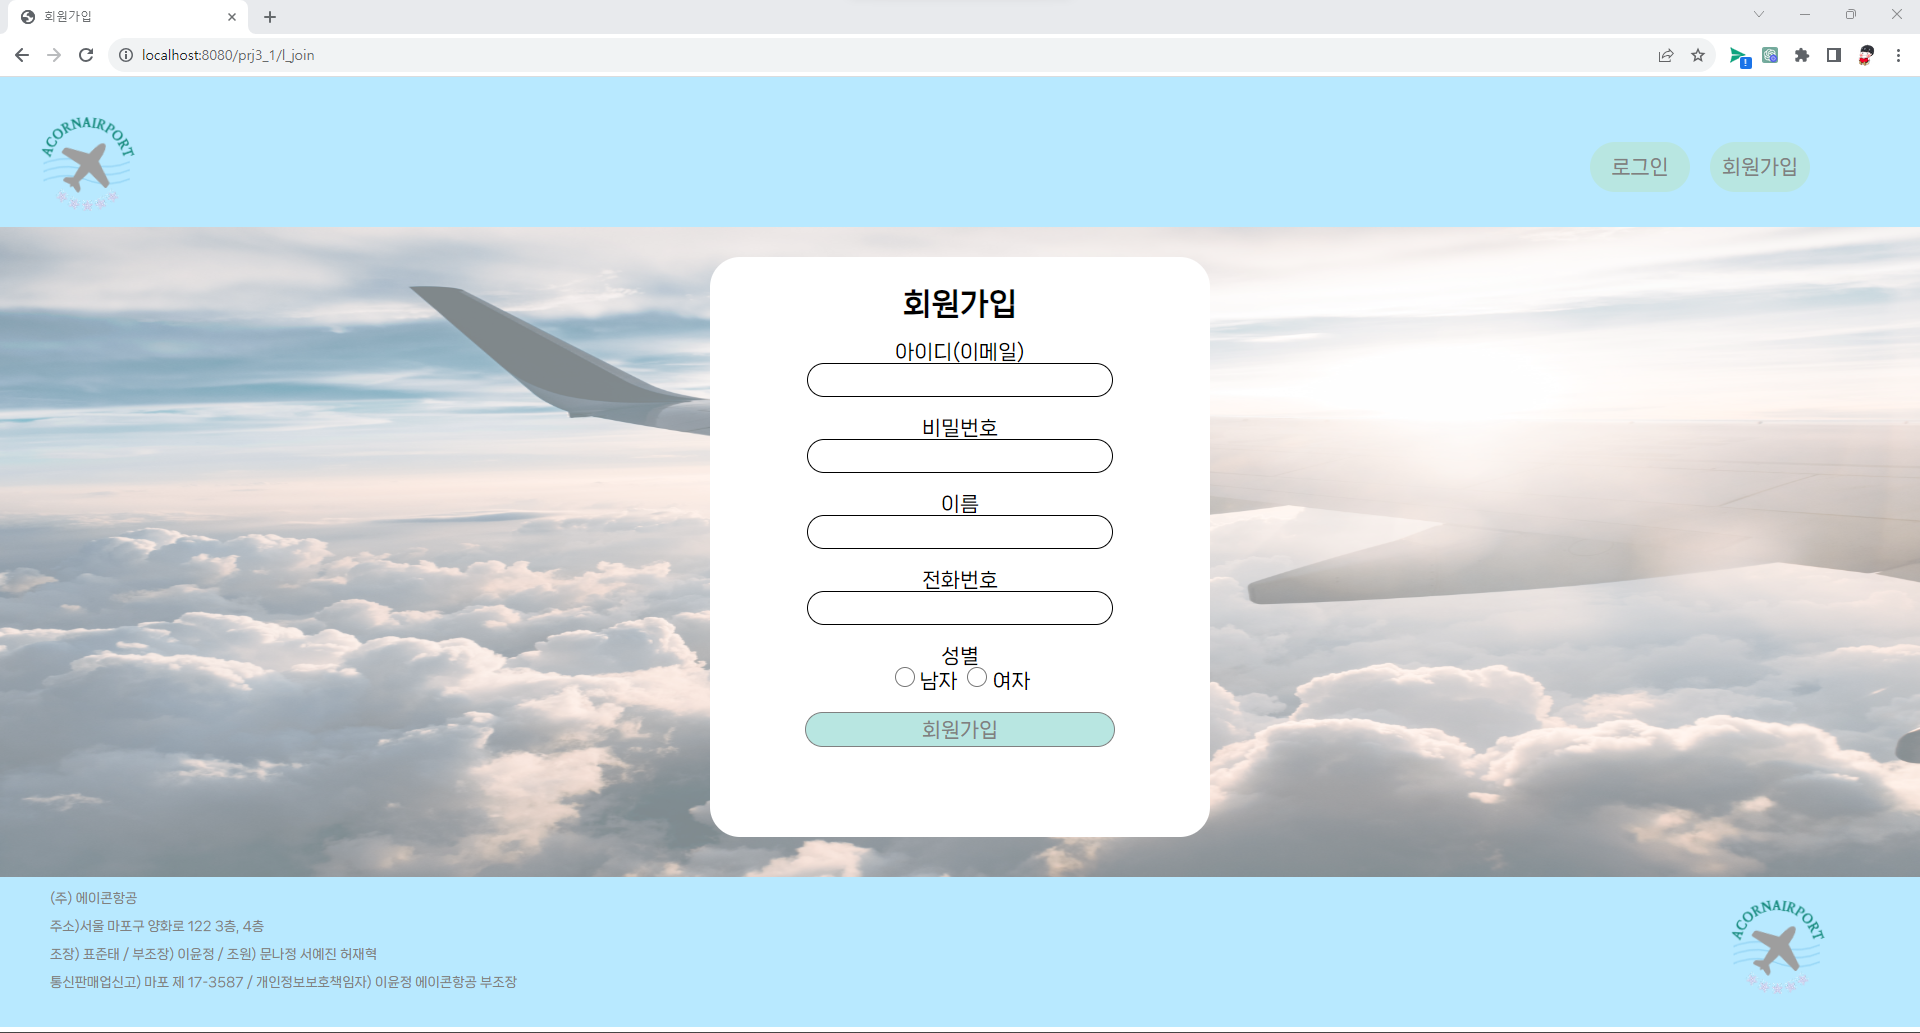 회원가입
localhost:8080/prj3_1/l_join
ACORNAIRPORT
로그인
회원가입
회원가입
아이디(이메일)
비밀번호
이름
전화번호
성별
남자 여자
회원가입
(주) 에이콘항공
주소)서울 마포구 양화로 122 3층, 4층
조장) 표준태 / 부조장) 이윤정 / 조원) 문나정 서예진 허재혁
통신판매업신고) 마포 제 17-3587 / 개인정보보호책임자) 이윤정 에이콘항공 부조장
ACORNAIRPORT